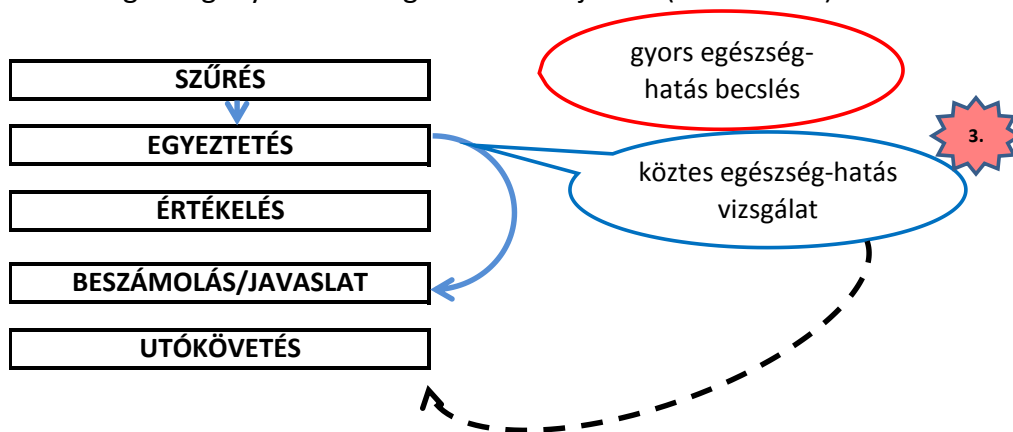 SZŰRÉS
EGYEZTETÉS
ÉRTÉKELÉS
BESZÁMOLÁS/JAVASLAT
UTÓKÖVETÉS
gyors egészség-
hatás becslés
köztes egészség-hatás
vizsgálat
3.